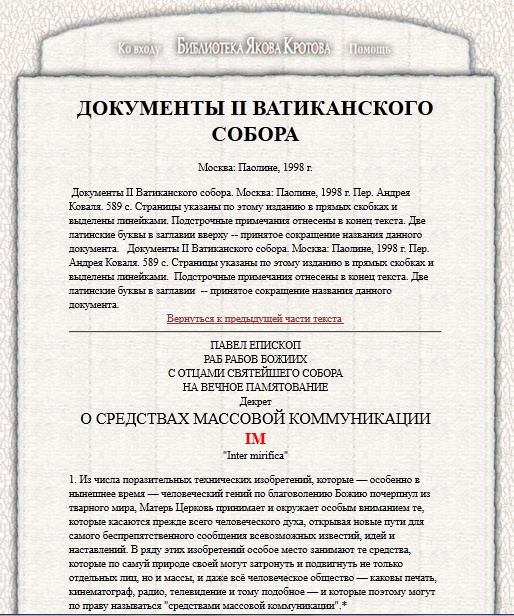 Ко входу БИБЛИОТЕКА ЯКОВА КРОТОВА Помощь
ДОКУМЕНТЫ II ВАТИКАНСКОГО
СОБОРА
Москва: Паолине, 1998 г.
Документы II Ватиканского собора. Москва: Паолине, 1998 г. Пер. Андрея
Коваля. 589 с. Страницы указаны по этому изданию в прямых скобках и
выделены линейками. Подстрочные примечания отнесены в конец текста. Две
латинские буквы в заглавии вверху -- принятое сокращение названия данного
документа. Документы II Ватиканского собора. Москва: Паолине, 1998 г. Пер.
Андрея Коваля. 589 с. Страницы указаны по этому изданию в прямых скобках и
выделены линейками. Подстрочные примечания отнесены в конец текста. Две
латинские буквы в заглавии -- принятое сокращение названия данного
документа.
Вернуться к предыдущей части текста
ПАВЕЛ ЕПИСКОП
РАБ РАБОВ БОЖИИХ
С ОТЦАМИ СВЯТЕЙШЕГО СОБОРА
НА ВЕЧНОЕ ПАМЯТОВАНИЕ
Декрет
О СРЕДСТВАХ МАССОВОЙ КОММУНИКАЦИИ
IM
"Inter mirifica"
1. Из числа поразительных технических изобретений, которые — особенно в
нынешнее время — человеческий гений по благоволению Божию почерпнул из
тварного мира, Матерь Церковь принимает и окружает особым вниманием те,
которые касаются прежде всего человеческого духа, открывая новые пути для
самого беспрепятственного сообщения всевозможных известий, идей и
наставлений. В ряду этих изобретений особое место занимают те средства,
которые по самуй природе своей могут затронуть и подвигнуть не только
отдельных лиц, но и массы, и даже всё человеческое общество — каковы печать,
кинематограф, радио, телевидение и тому подобное — и которые поэтому могут
по праву называться "средствами массовой коммуникации".*